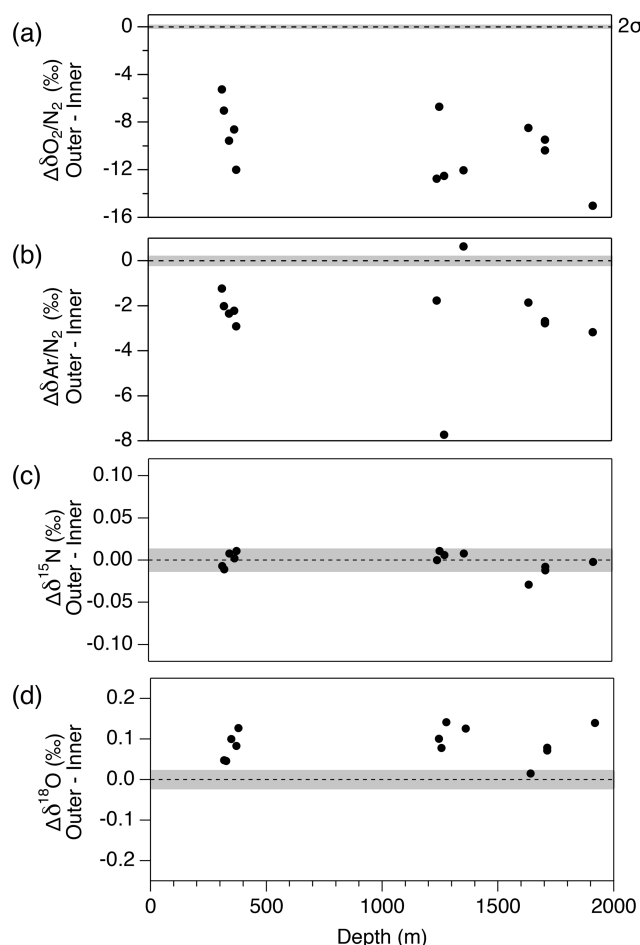 (a)
ΔδO₂/N₂ (‰)
Outer - Inner
0
-4
-8
-12
-16
2σ
(b)
ΔδAr/N₂ (‰)
Outer - Inner
0
-2
-4
-6
-8
(c)
Δδ¹⁵N (‰)
Outer - Inner
0.10
0.05
0.00
-0.05
-0.10
(d)
Δδ¹⁸O (‰)
Outer - Inner
0.2
0.1
0.0
-0.1
-0.2
0 500 1000 1500 2000
Depth (m)